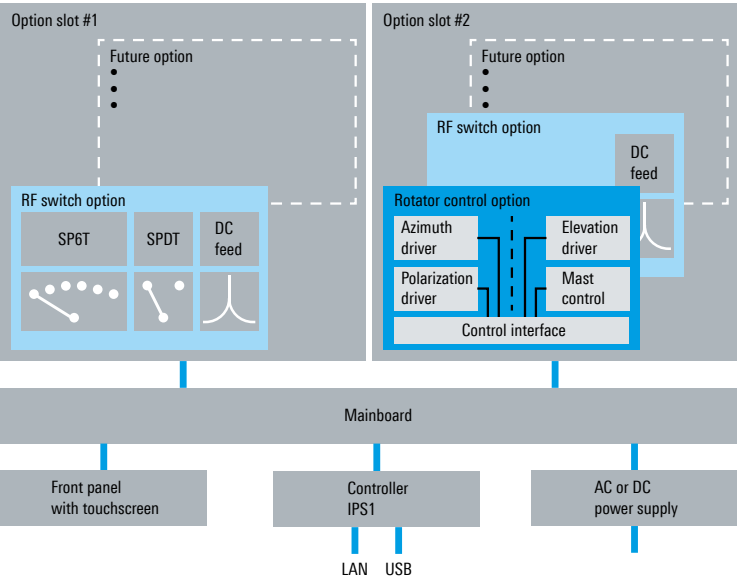 Option slot #1
Future option
RF switch option
SP6T
SPDT
DC
feed
Option slot #2
Future option
RF switch option
DC
feed
Rotator control option
Azimuth
driver
Elevation
driver
Polarization
driver
Mast
control
Control interface
Mainboard
Front panel
with touchscreen
Controller
IPS1
AC or DC
power supply
LAN
USB